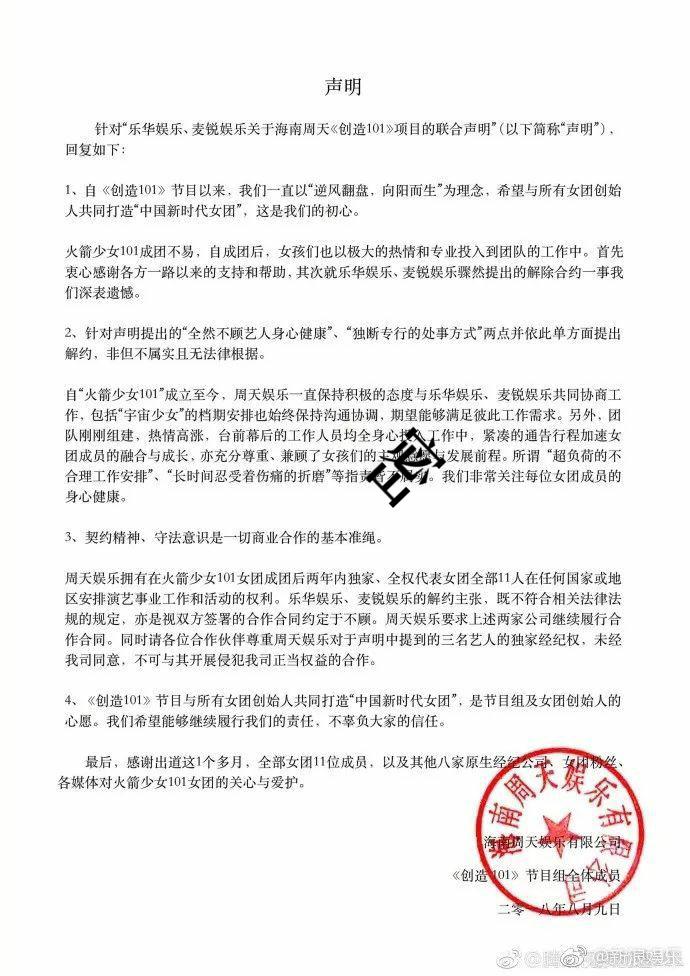 声明
针对“乐华娱乐、麦锐娱乐关于海南周天《创造101》项目的联合声明”（以下简称“声明”），
回复如下：
1、自《创造101》节目以来，我们一直以“逆风翻盘，向阳而生”为理念，希望与所有女团创始
人共同打造“中国新时代女团”，这是我们的初心。
火箭少女101成团不易，自成团后，女孩们也以极大的热情和专业投入到团队的工作中。首先
衷心感谢各方一路以来的支持和帮助，其次就乐华娱乐、麦锐娱乐骤然提出的解除合约一事我
们深表遗憾。
2、针对声明提出的“全然不顾艺人身心健康”、“独断专行的处事方式”两点并依此单方面提出
解约，非但不属实且无法律根据。
自“火箭少女101”成立至今，周天娱乐一直保持积极的态度与乐华娱乐、麦锐娱乐共同协商工
作，包括“宇宙少女”的档期安排也始终保持沟通协调，期望能够满足彼此工作需求。另外，团
队刚刚组建，热情高涨，台前幕后的工作人员均全身心投入工作中，紧凑的通告行程加速女
团成员的融合与成长，亦充分尊重、兼顾了女孩们的主观意愿与发展前程。所谓“超负荷的不
合理工作安排”、“长时间忍受着伤痛的折磨”等指责皆不属实。我们非常关注每位女团成员的
身心健康。
密
3、契约精神、守法意识是一切商业合作的基本准绳。
周天娱乐拥有在火箭少女101女团成团后两年内独家、全权代表女团全部11人在任何国家或地
区安排演艺事业工作和活动的权利。乐华娱乐、麦锐娱乐的解约主张，既不符合相关法律法
规的规定，亦是视双方签署的合作合同约定于不顾。周天娱乐要求上述两家公司继续履行合
作合同。同时请各位合作伙伴尊重周天娱乐对于声明中提到的三名艺人的独家经纪权，未经
我司同意，不可与其开展侵犯我司正当权益的合作。
4、《创造101》节目与所有女团创始人共同打造“中国新时代女团”，是节目组及女团创始人的
心愿。我们希望能够继续履行我们的责任，不辜负大家的信任。
最后，感谢出道这1个多月，全部女团11位成员，以及其他八家原生经纪公司、女团粉丝、
各媒体对火箭少女101女团的关心与爱护。
海南周天娱乐有限公司
海南周天娱乐有限公司
《创造101》节目组全体成员
二零一八年八月九日
@新浪娱乐